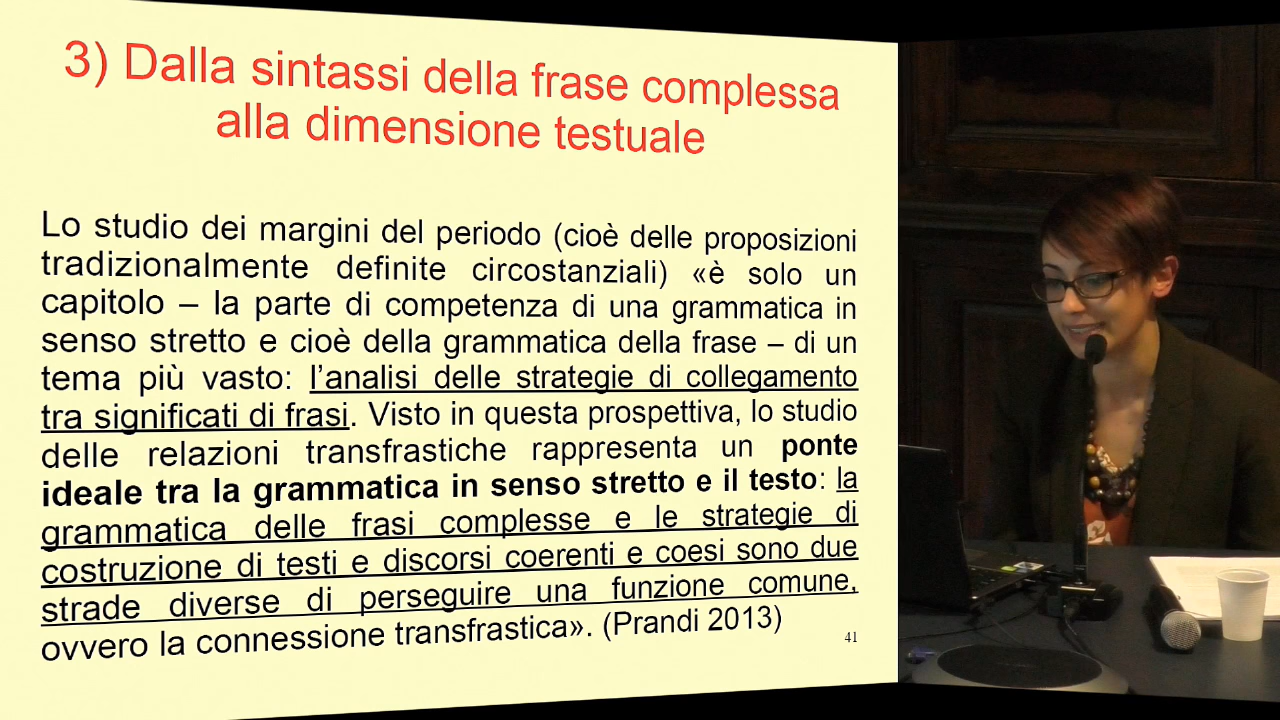 3) Dalla sintassi della frase complessa
alla dimensione testuale
Lo studio dei margini del periodo (cioè delle proposizioni
tradizionalmente definite circostanziali) «è solo un
capitolo – la parte di competenza di una grammatica in
senso stretto e cioè della grammatica della frase – di un
tema più vasto: l’analisi delle strategie di collegamento
tra significati di frasi. Visto in questa prospettiva, lo studio
delle relazioni transfrastiche rappresenta un ponte
ideale tra la grammatica in senso stretto e il testo: la
grammatica delle frasi complesse e le strategie di
costruzione di testi e discorsi coerenti e coesi sono due
strade diverse di perseguire una funzione comune,
ovvero la connessione transfrastica». (Prandi 2013)
41